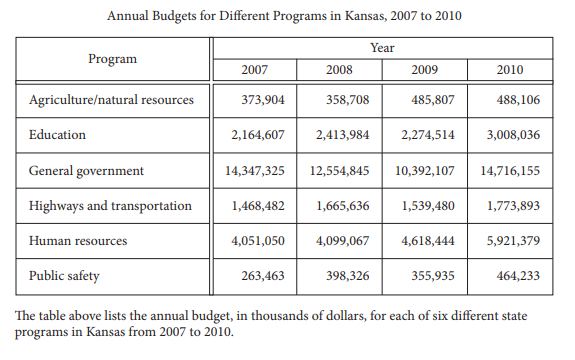 Annual Budgets for Different Programs in Kansas, 2007 to 2010
Program Year
2007 2008 2009 2010
Agriculture/natural resources 373,904 358,708 485,807 488,106
Education 2,164,607 2,413,984 2,274,514 3,008,036
General government 14,347,325 12,554,845 10,392,107 14,716,155
Highways and transportation 1,468,482 1,665,636 1,539,480 1,773,893
Human resources 4,051,050 4,099,067 4,618,444 5,921,379
Public safety 263,463 398,326 355,935 464,233
The table above lists the annual budget, in thousands of dollars, for each of six different state
programs in Kansas from 2007 to 2010.